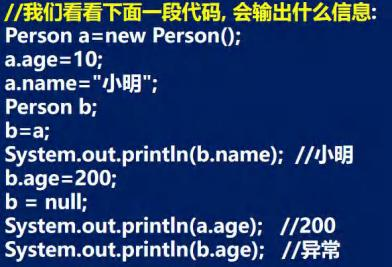 //我们看看下面一段代码, 会输出什么信息:
Person a=new Person();
a.age=10;
a.name="小明";
Person b;
b=a;
System.out.println(b.name); //小明
b.age=200;
b = null;
System.out.println(a.age); //200
System.out.println(b.age); //异常